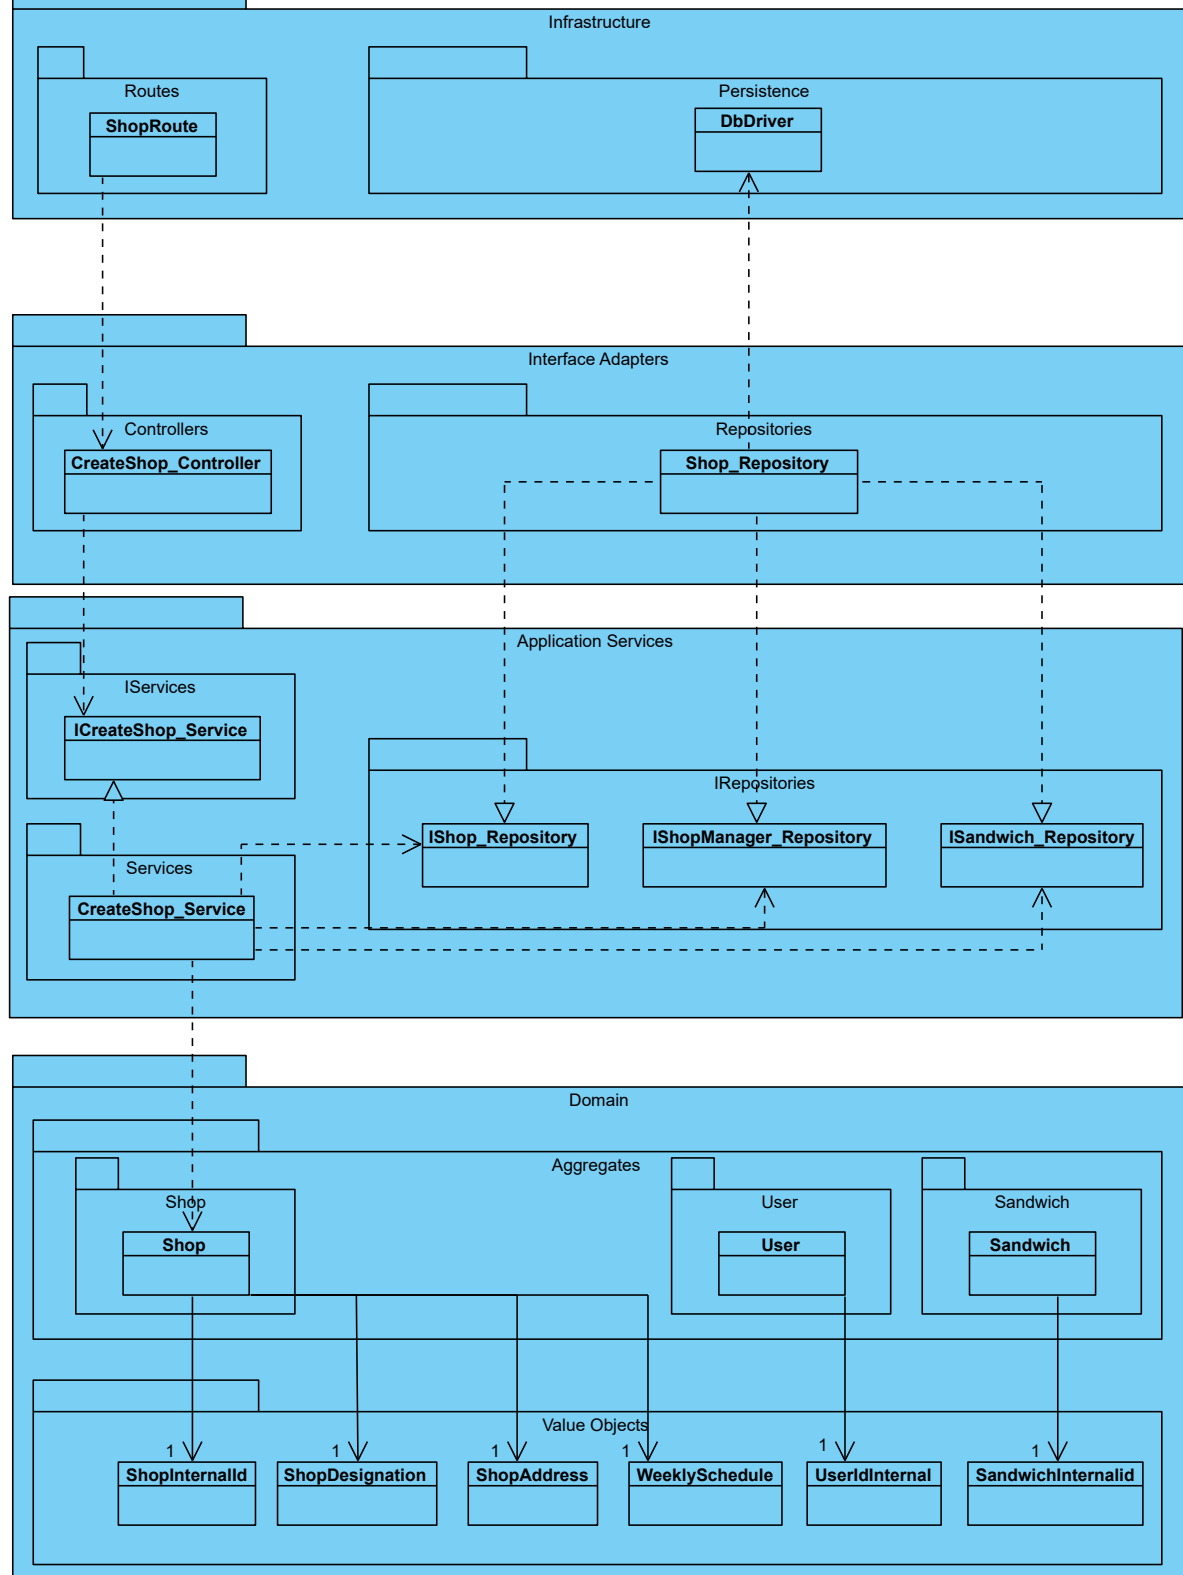 Infrastructure
Routes
Persistence
ShopRoute
DbDriver
Interface Adapters
Controllers
Repositories
CreateShop_Controller
Shop_Repository
Application Services
IServices
ICreateShop_Service
IRepositories
IShop_Repository
IShopManager_Repository
ISandwich_Repository
Services
CreateShop_Service
Domain
Aggregates
Shop
User
Sandwich
Shop
User
Sandwich
Value Objects
1
1
1
1
1
1
ShopInternalId
ShopDesignation
ShopAddress
WeeklySchedule
UserIdInternal
SandwichInternalid